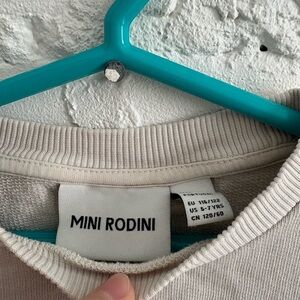 MINI RODINI
EU 116/122
US 5-7 YRS
CN 120/60